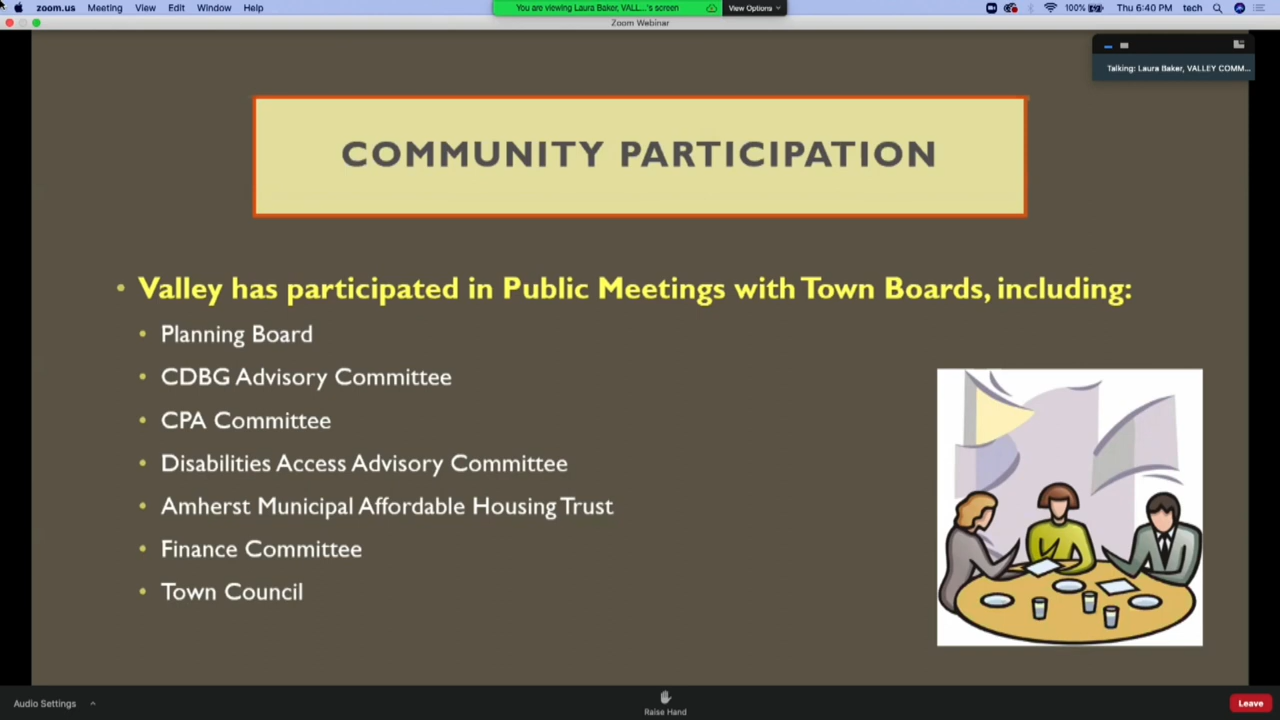 zoom.us Meeting View Edit Window Help
You are viewing Laura Baker, VALL...'s screen
View Options
100%
Thu 6:40 PM tech
Zoom Webinar
Talking: Laura Baker, VALLEY COMM...
COMMUNITY PARTICIPATION
• Valley has participated in Public Meetings with Town Boards, including:
• Planning Board
• CDBG Advisory Committee
• CPA Committee
• Disabilities Access Advisory Committee
• Amherst Municipal Affordable Housing Trust
• Finance Committee
• Town Council
Audio Settings
Raise Hand
Leave